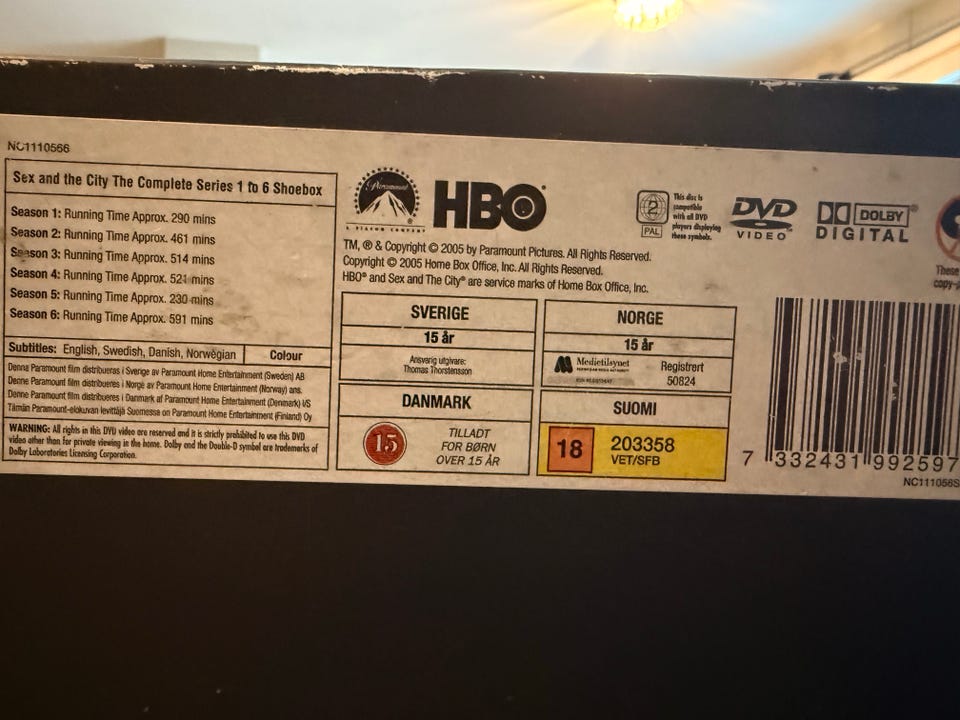 NC1110566
Sex and the City The Complete Series 1 to 6 Shoebox
Season 1: Running Time Approx. 290 mins
Season 2: Running Time Approx. 461 mins
Season 3: Running Time Approx. 514 mins
Season 4: Running Time Approx. 521 mins
Season 5: Running Time Approx. 230 mins
Season 6: Running Time Approx. 591 mins
Subtitles: English, Swedish, Danish, Norwegian
Colour
Denna Paramount film distribueras i Sverige av Paramount Home Entertainment (Sweden) AB
Denne Paramount film distribueres i Norge av Paramount Home Entertainment (Norway) ans.
Denne Paramount film distribueres i Danmark af Paramount Home Entertainment (Denmark) I/S
Tämän Paramount-elokuvan levittäjä Suomessa on Paramount Home Entertainment (Finland) Oy
WARNING: All rights in this DVD video are reserved and it is strictly prohibited to use this DVD
video other than for private viewing in the home. Dolby and the Double-D symbol are trademarks of
Dolby Laboratories Licensing Corporation.
Paramount
A VIACOM COMPANY
HBO®
TM, ® & Copyright © 2005 by Paramount Pictures. All Rights Reserved.
Copyright © 2005 Home Box Office, Inc. All Rights Reserved.
HBO® and Sex and The City® are service marks of Home Box Office, Inc.
SVERIGE
15 år
Ansvarig utgivare:
Thomas Thorstensson
NORGE
15 år
Medietilsynet
NORWEGIAN MEDIA AUTHORITY
Registrert
50824
DANMARK
15
TILLADT
FOR BØRN
OVER 15 ÅR
SUOMI
18
203358
VET/SFB
2
PAL
This disc is
compatible
with all DVD
players displaying
these symbols.
DVD
VIDEO
DOLBY
DIGITAL
These
copy-p
7 332431 992597
NC1110566S